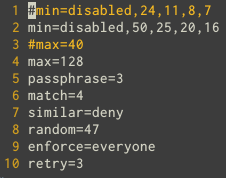 1 #min=disabled,24,11,8,7
2 min=disabled,50,25,20,16
3 #max=40
4 max=128
5 passphrase=3
6 match=4
7 similar=deny
8 random=47
9 enforce=everyone
10 retry=3